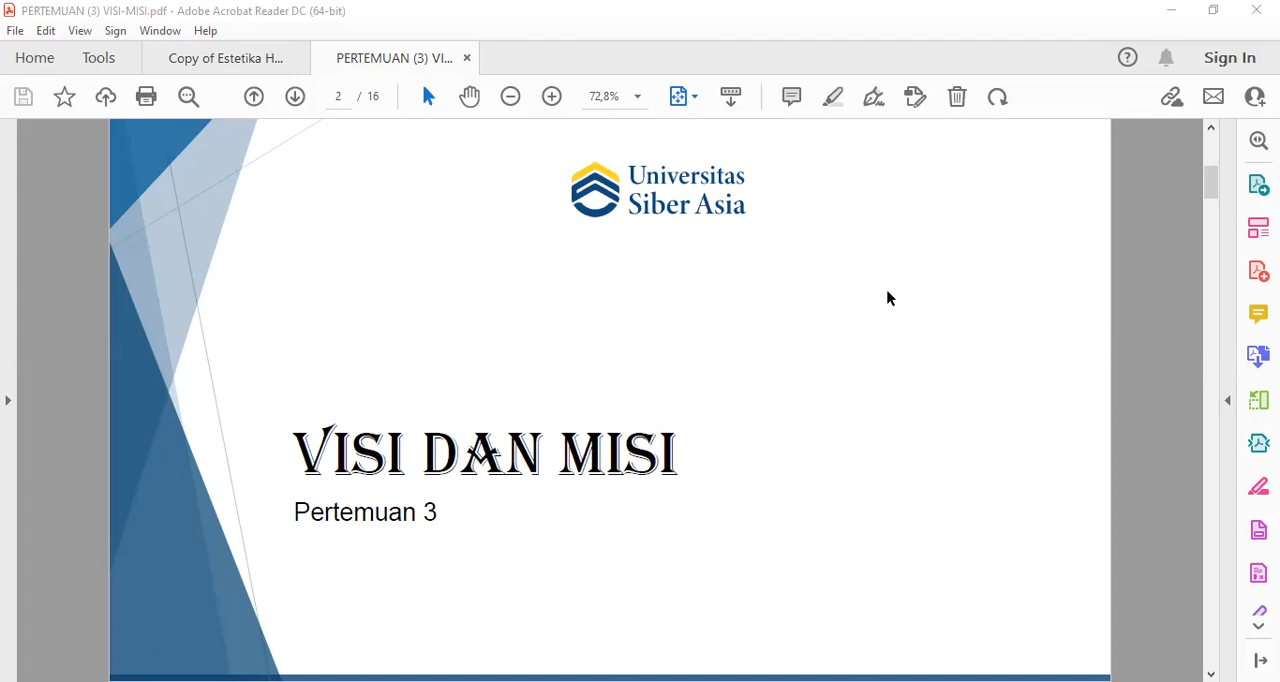 PERTEMUAN (3) VISI-MISI.pdf - Adobe Acrobat Reader DC (64-bit)
File Edit View Sign Window Help
Home Tools Copy of Estetika H... PERTEMUAN (3) VI... × Sign In
2 / 16 72,8%
Universitas
Siber Asia
VISI DAN MISI
Pertemuan 3